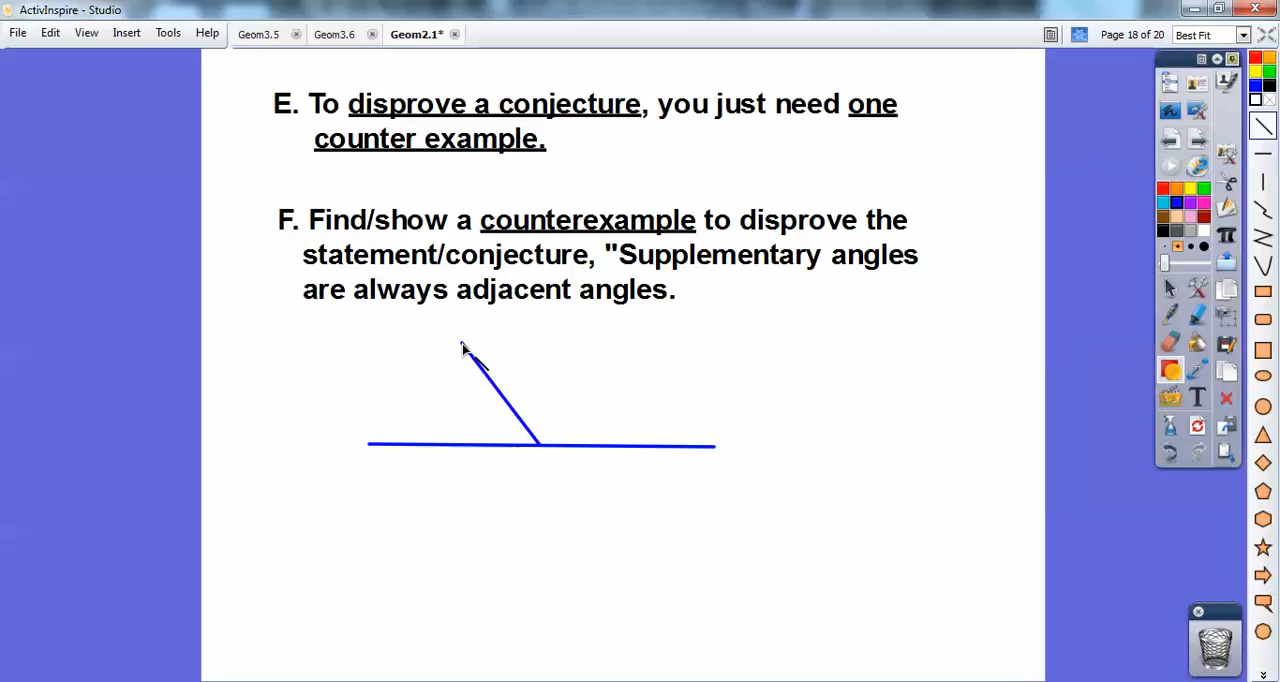 ActivInspire - Studio
File Edit View Insert Tools Help Geom3.5 Geom3.6 Geom2.1* Page 18 of 20 Best Fit
E. To disprove a conjecture, you just need one
counter example.
F. Find/show a counterexample to disprove the
statement/conjecture, "Supplementary angles
are always adjacent angles.